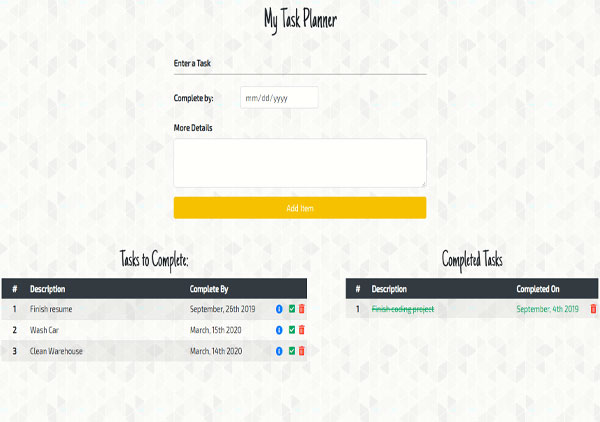 My Task Planner
Enter a Task
Complete by:
mm/dd/yyyy
More Details
Add Item
Tasks to Complete:
# Description Complete By
1 Finish resume September, 26th 2019
2 Wash Car March, 15th 2020
3 Clean Warehouse March, 14th 2020
Completed Tasks
# Description Completed On
1 Finish coding project September, 4th 2019